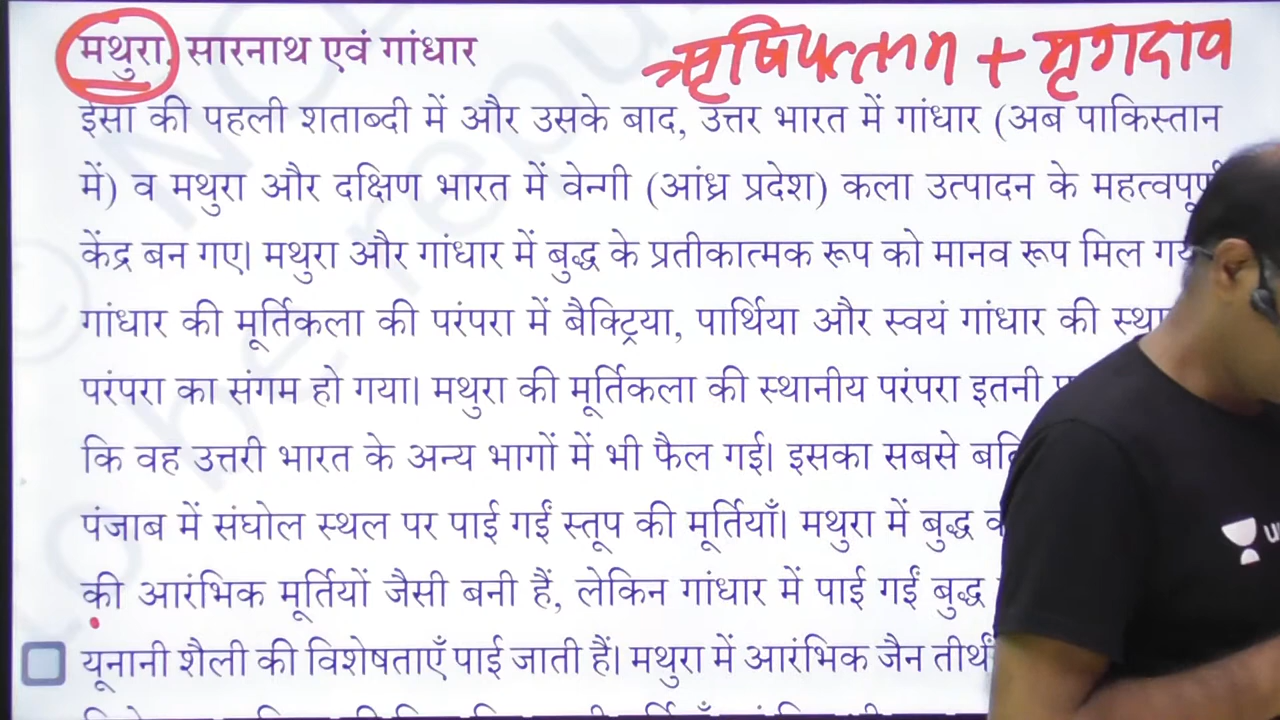 मथुरा, सारनाथ एवं गांधार
ऋषिपत्तनम + मृगदाव
ईसा की पहली शताब्दी में और उसके बाद, उत्तर भारत में गांधार (अब पाकिस्तान
में) व मथुरा और दक्षिण भारत में वेन्गी (आंध्र प्रदेश) कला उत्पादन के महत्वपूर्ण
केंद्र बन गए। मथुरा और गांधार में बुद्ध के प्रतीकात्मक रूप को मानव रूप मिल
गांधार की मूर्तिकला की परंपरा में बैक्ट्रिया, पार्थिया और स्वयं गांधार की
परंपरा का संगम हो गया। मथुरा की मूर्तिकला की स्थानीय परंपरा इतनी
कि वह उत्तरी भारत के अन्य भागों में भी फैल गई। इसका सबसे
पंजाब में संघोल स्थल पर पाई गईं स्तूप की मूर्तियाँ। मथुरा में बुद्ध
की आरंभिक मूर्तियों जैसी बनी हैं, लेकिन गांधार में पाई गईं बुद्ध
यूनानी शैली की विशेषताएँ पाई जाती हैं। मथुरा में आरंभिक जैन